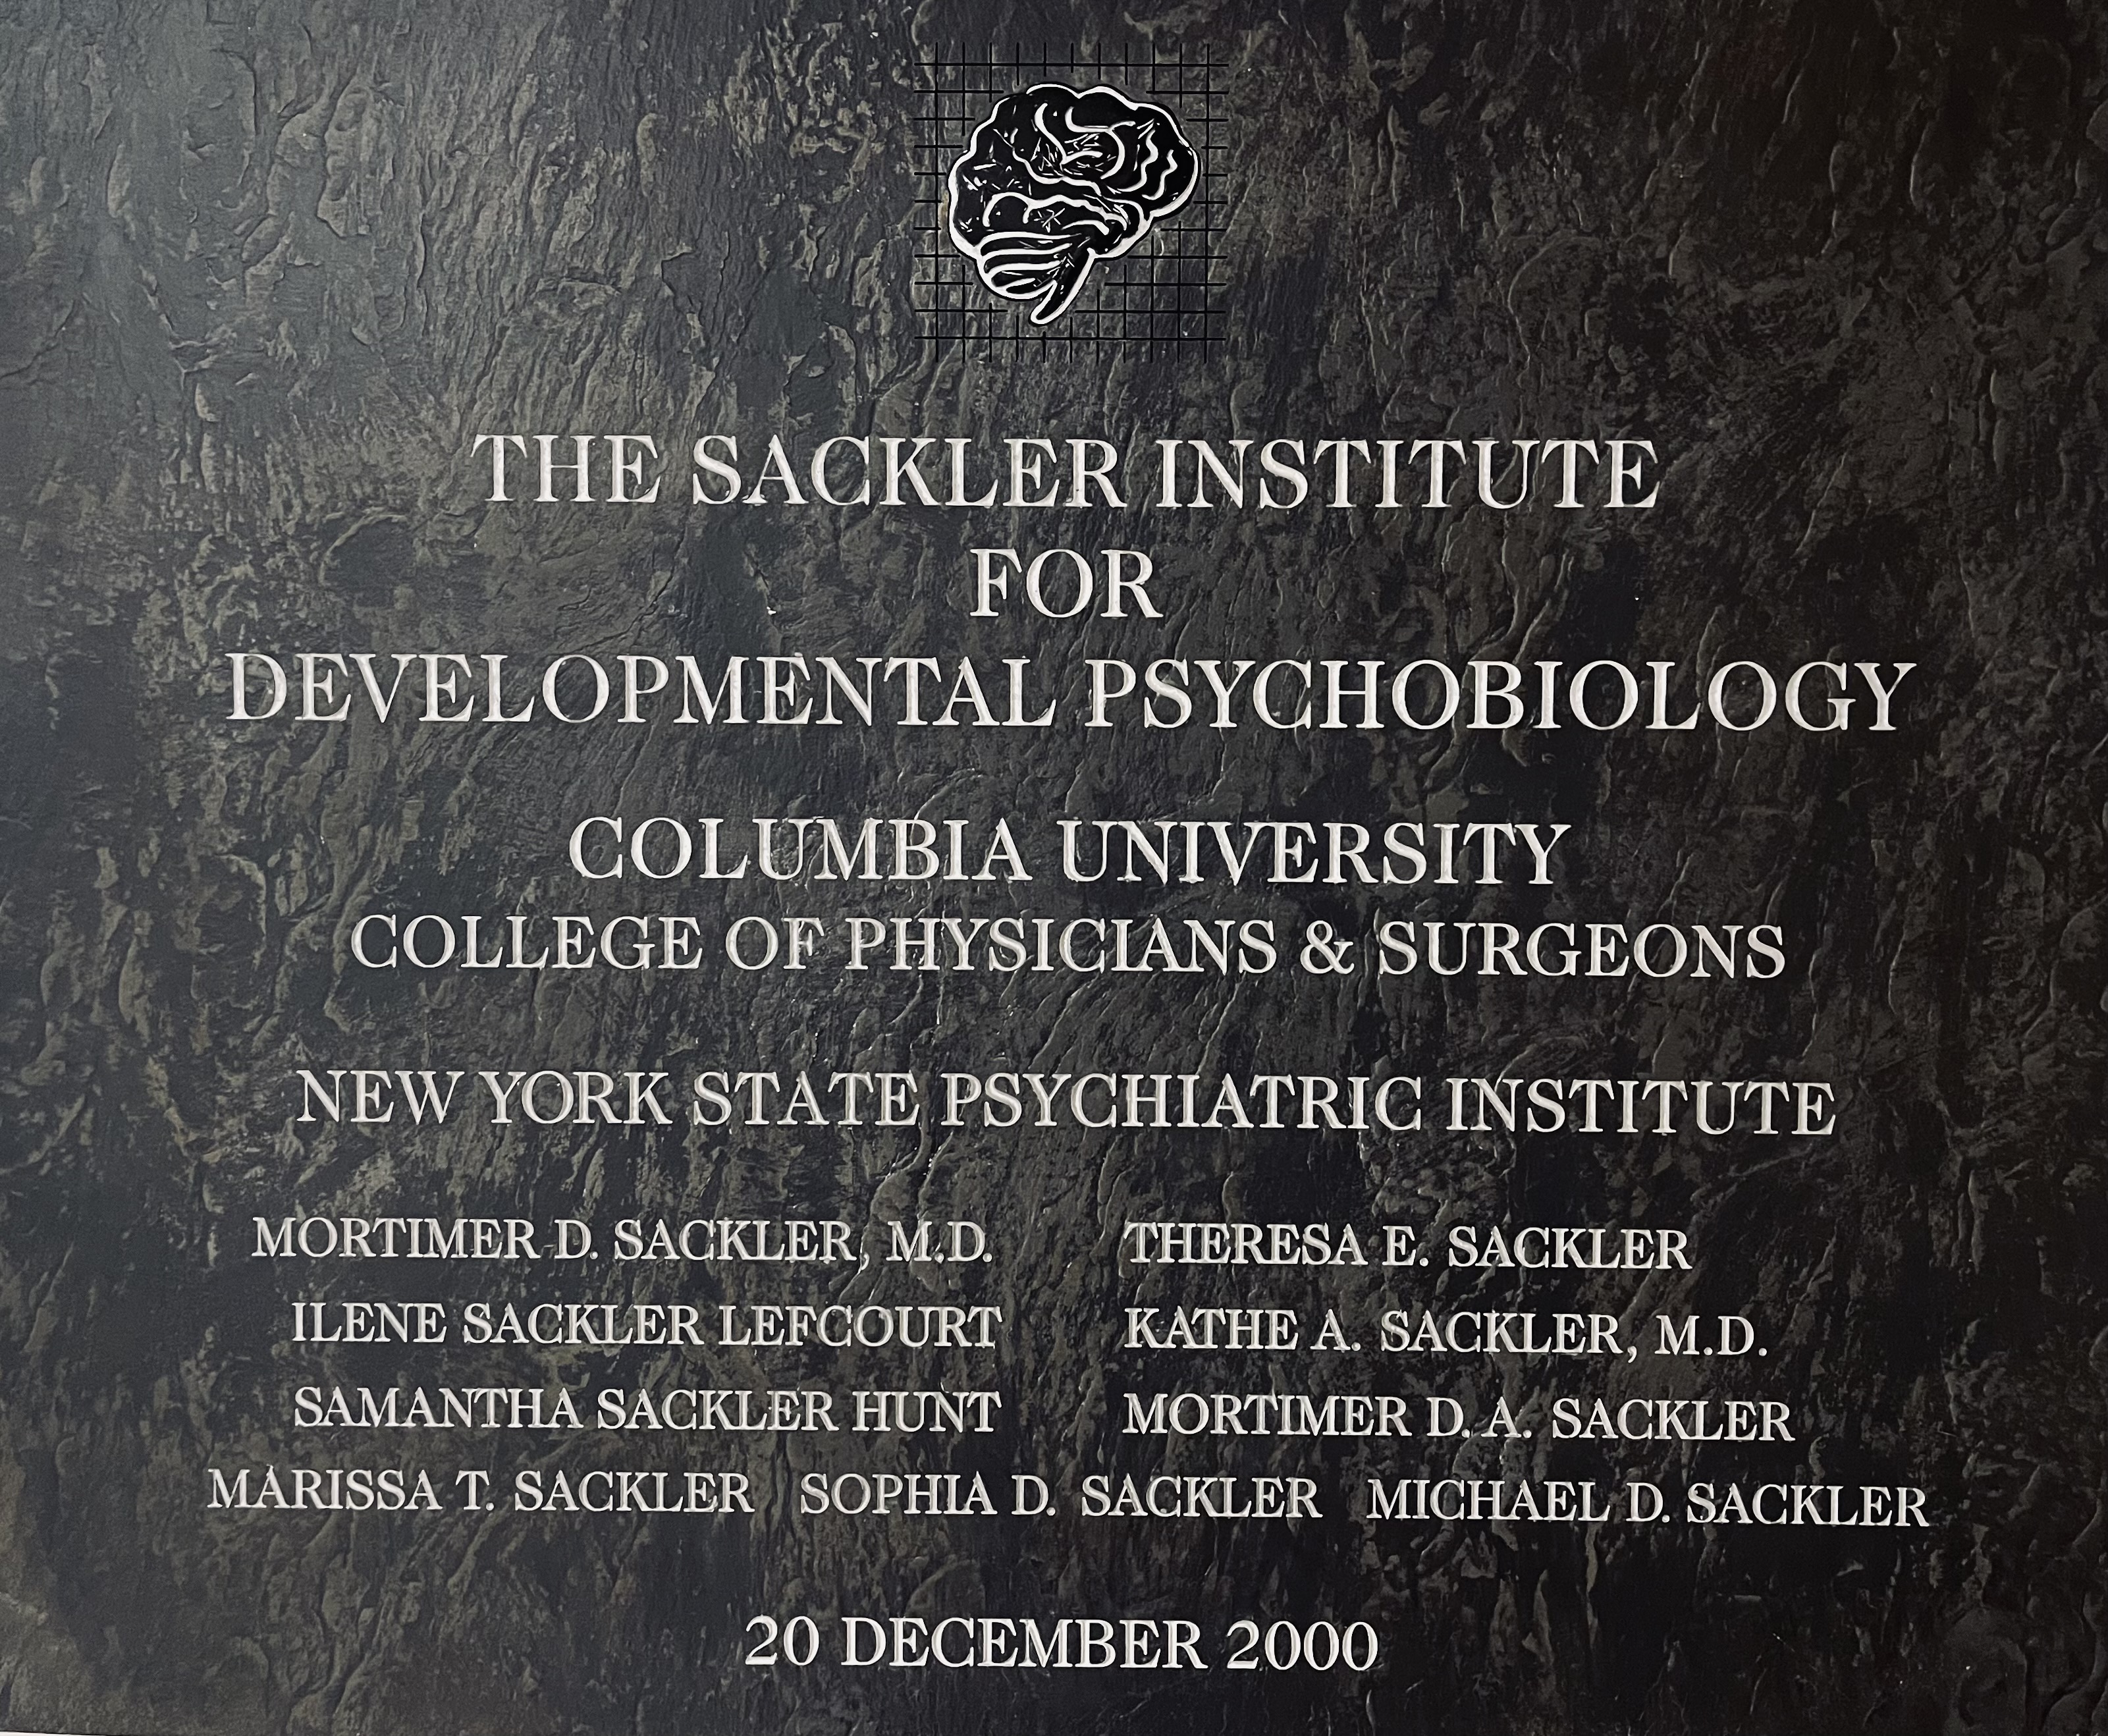 THE SACKLER INSTITUTE
FOR
DEVELOPMENTAL PSYCHOBIOLOGY
COLUMBIA UNIVERSITY
COLLEGE OF PHYSICIANS & SURGEONS
NEW YORK STATE PSYCHIATRIC INSTITUTE
MORTIMER D. SACKLER, M.D. THERESA E. SACKLER
ILENE SACKLER LEFCOURT KATHE A. SACKLER, M.D.
SAMANTHA SACKLER HUNT MORTIMER D. A. SACKLER
MARISSA T. SACKLER SOPHIA D. SACKLER MICHAEL D. SACKLER
20 DECEMBER 2000